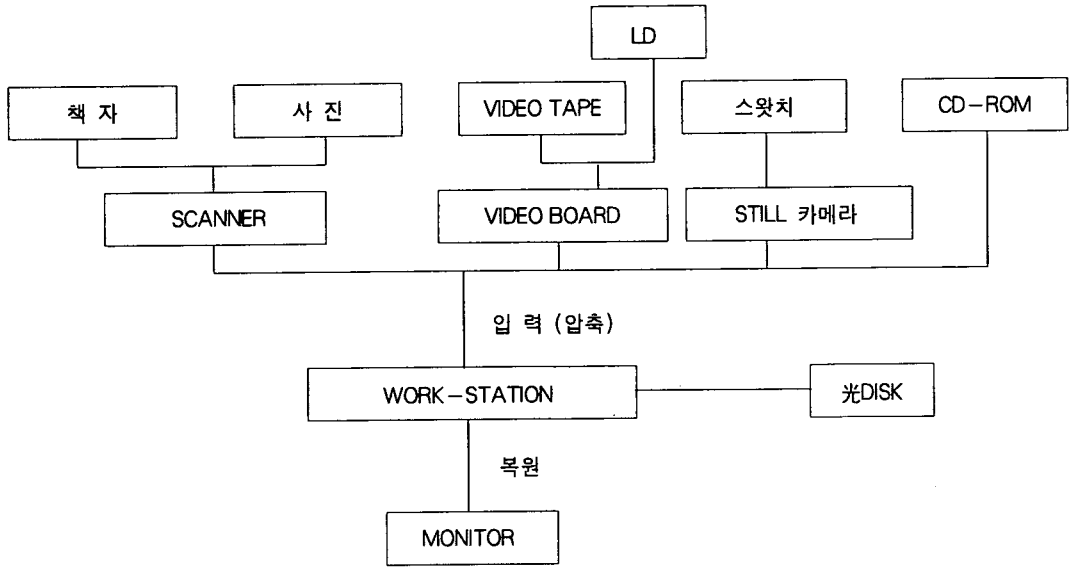 LD
책 자
사 진
VIDEO TAPE
스왓치
CD-ROM
SCANNER
VIDEO BOARD
STILL 카메라
입 력 (압축)
WORK-STATION
光DISK
복원
MONITOR